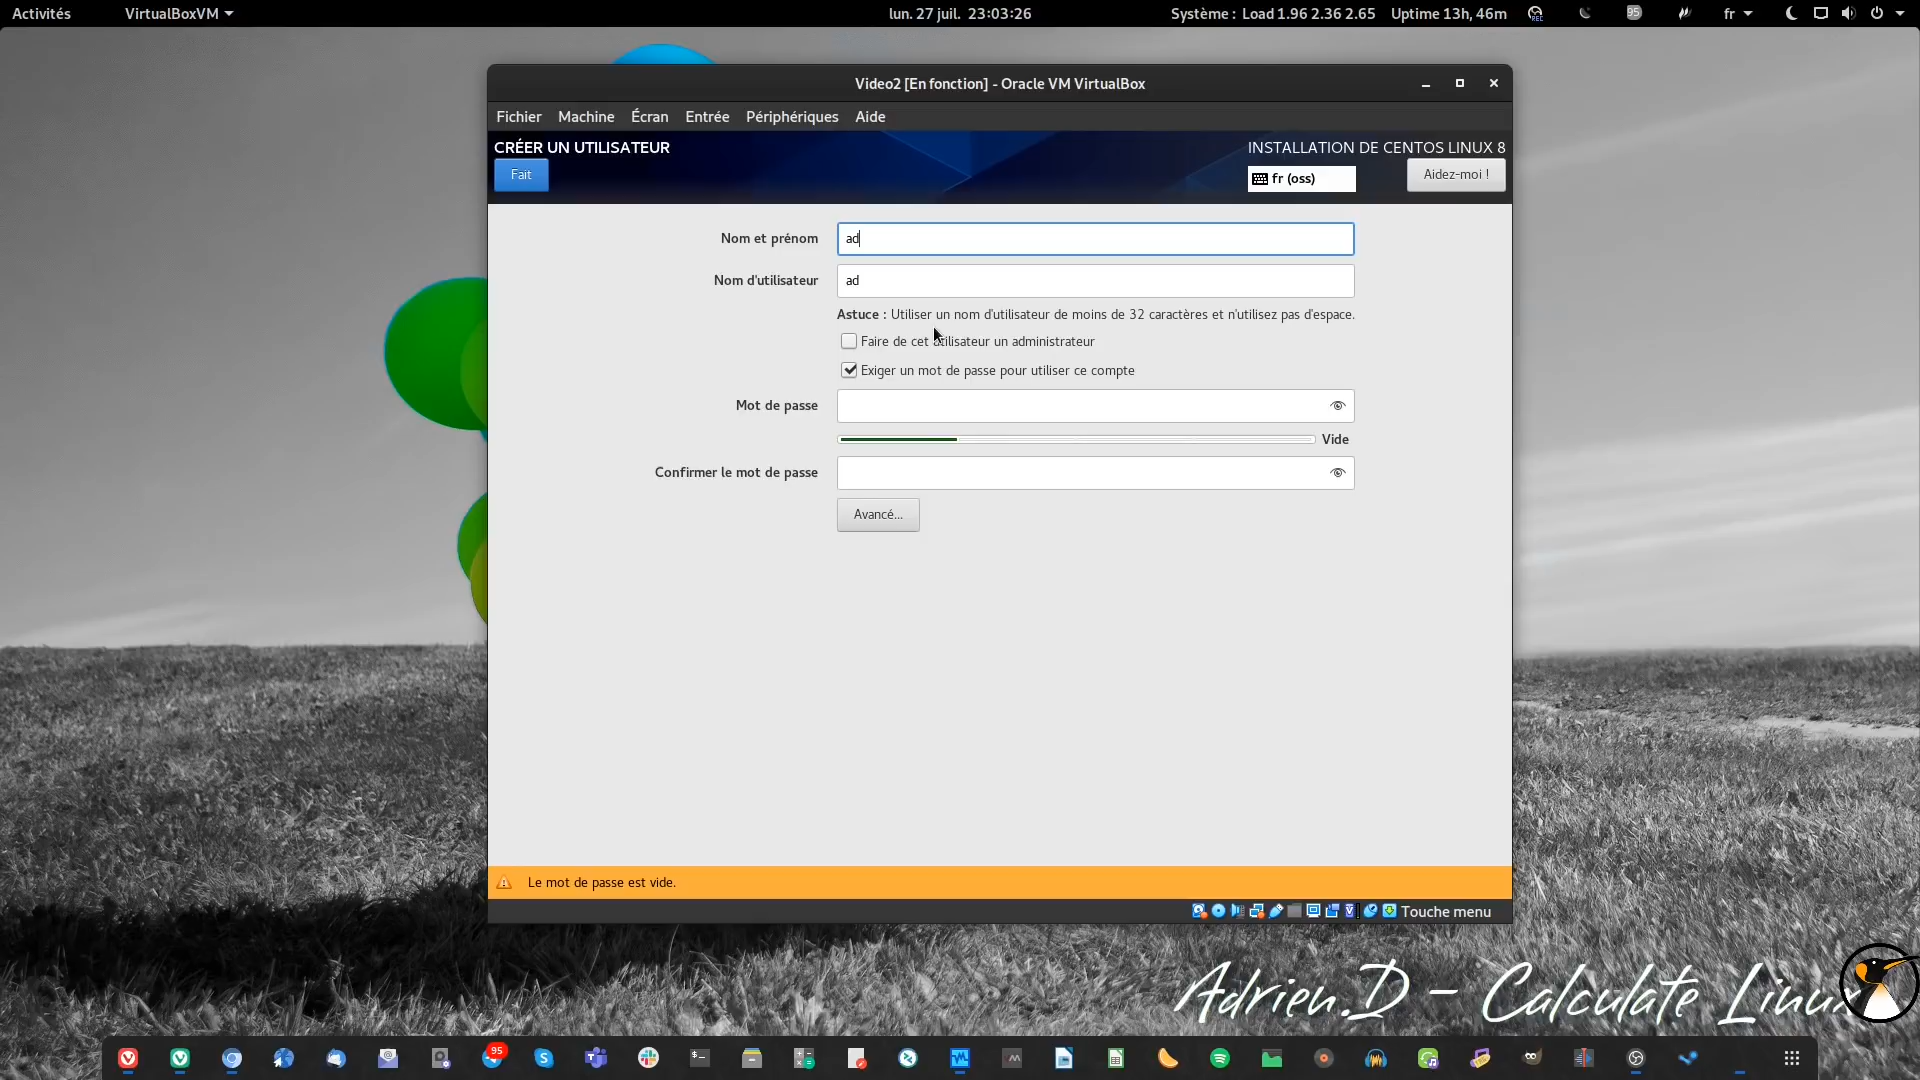 Activités VirtualBoxVM lun. 27 juil. 23:03:26 Système : Load 1.96 2.36 2.65 Uptime 13h, 46m REC 95 fr
Video2 [En fonction] - Oracle VM VirtualBox
Fichier Machine Écran Entrée Périphériques Aide
CRÉER UN UTILISATEUR INSTALLATION DE CENTOS LINUX 8
Fait fr (oss) Aidez-moi !
Nom et prénom ad
Nom d'utilisateur ad
Astuce : Utiliser un nom d'utilisateur de moins de 32 caractères et n'utilisez pas d'espace.
Faire de cet utilisateur un administrateur
Exiger un mot de passe pour utiliser ce compte
Mot de passe
Vide
Confirmer le mot de passe
Avancé...
Le mot de passe est vide.
Touche menu
Adrien.D - Calculate Linux
95